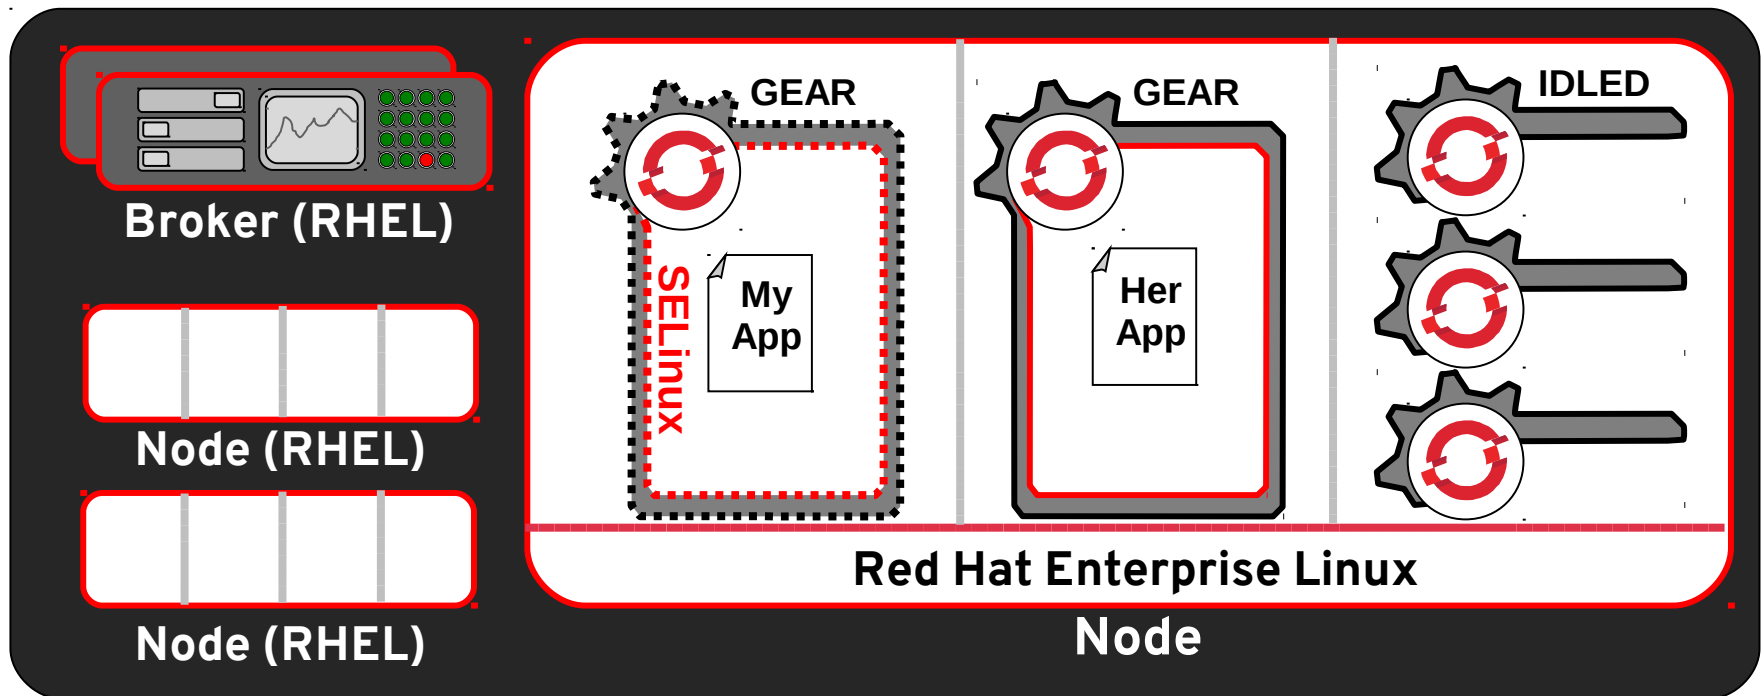 Broker (RHEL)
Node (RHEL)
Node (RHEL)
GEAR
SELinux
My
App
GEAR
Her
App
IDLED
Red Hat Enterprise Linux
Node